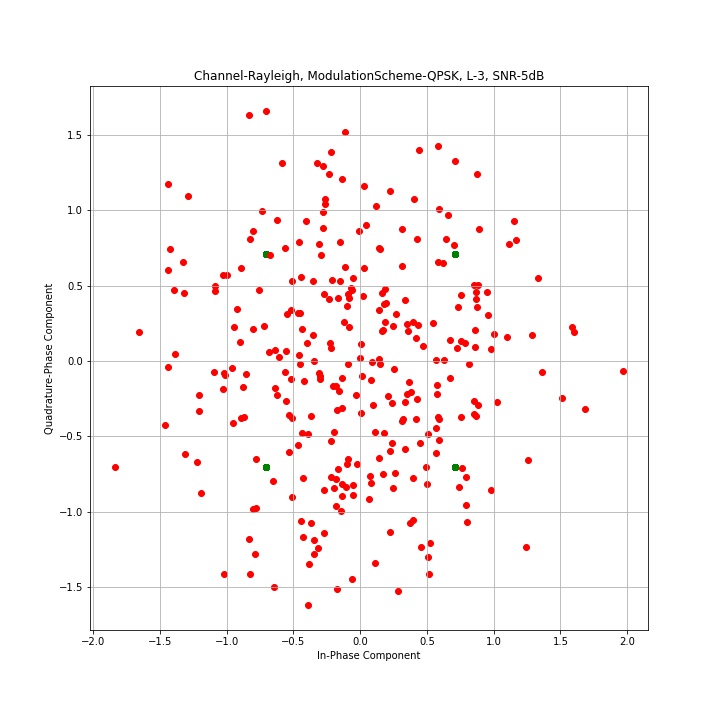 Channel-Rayleigh, ModulationScheme-QPSK, L-3, SNR-5dB
Quadrature-Phase Component
1.5
1.0
0.5
0.0
−0.5
−1.0
−1.5
−2.0 −1.5 −1.0 −0.5 0.0 0.5 1.0 1.5 2.0
In-Phase Component